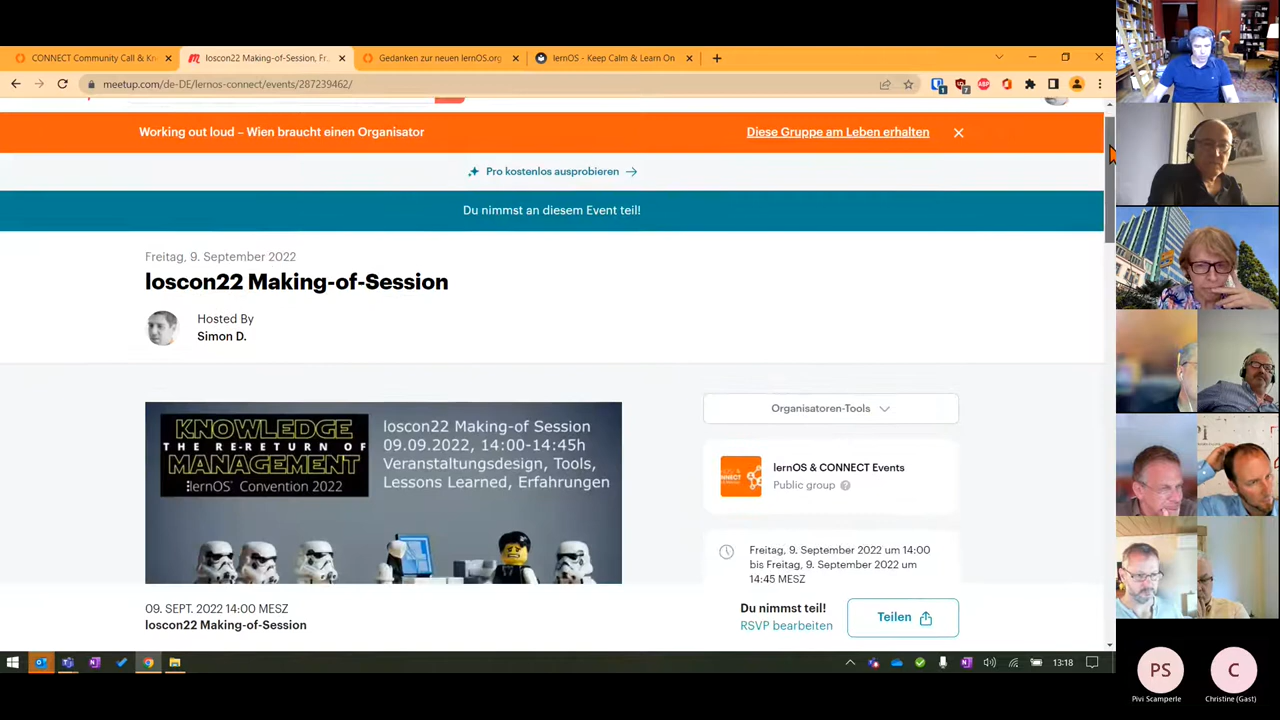 CONNECT Community Call & Kn
loscon22 Making-of-Session, Fr
Gedanken zur neuen lernOS.org
lernOS - Keep Calm & Learn On
meetup.com/de-DE/lernos-connect/events/287239462/
Working out loud – Wien braucht einen Organisator
Diese Gruppe am Leben erhalten
Pro kostenlos ausprobieren
Du nimmst an diesem Event teil!
Freitag, 9. September 2022
loscon22 Making-of-Session
Hosted By
Simon D.
KNOWLEDGE
THE RE-RETURN OF
MANAGEMENT
lernOS Convention 2022
loscon22 Making-of Session
09.09.2022, 14:00-14:45h
Veranstaltungsdesign, Tools,
Lessons Learned, Erfahrungen
Organisatoren-Tools
lernOS & CONNECT Events
Public group
Freitag, 9. September 2022 um 14:00
bis Freitag, 9. September 2022 um
14:45 MESZ
09. SEPT. 2022 14:00 MESZ
loscon22 Making-of-Session
Du nimmst teil!
RSVP bearbeiten
Teilen
13:18
PS
Pivi Scamperle
C
Christine (Gast)